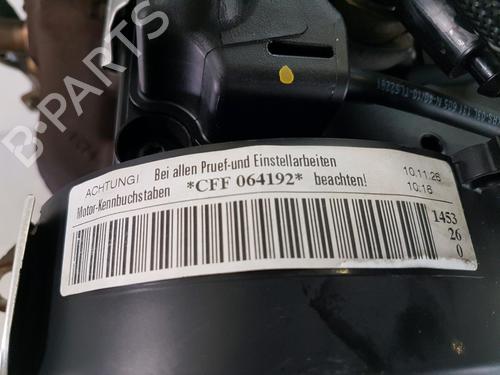 B-PARTS
ACHTUNG! Bei allen Pruef-und Einstellarbeiten
Motor-Kennbuchstaben *CFF 064192* beachten!
10.11.25
10:18
1453
26
0